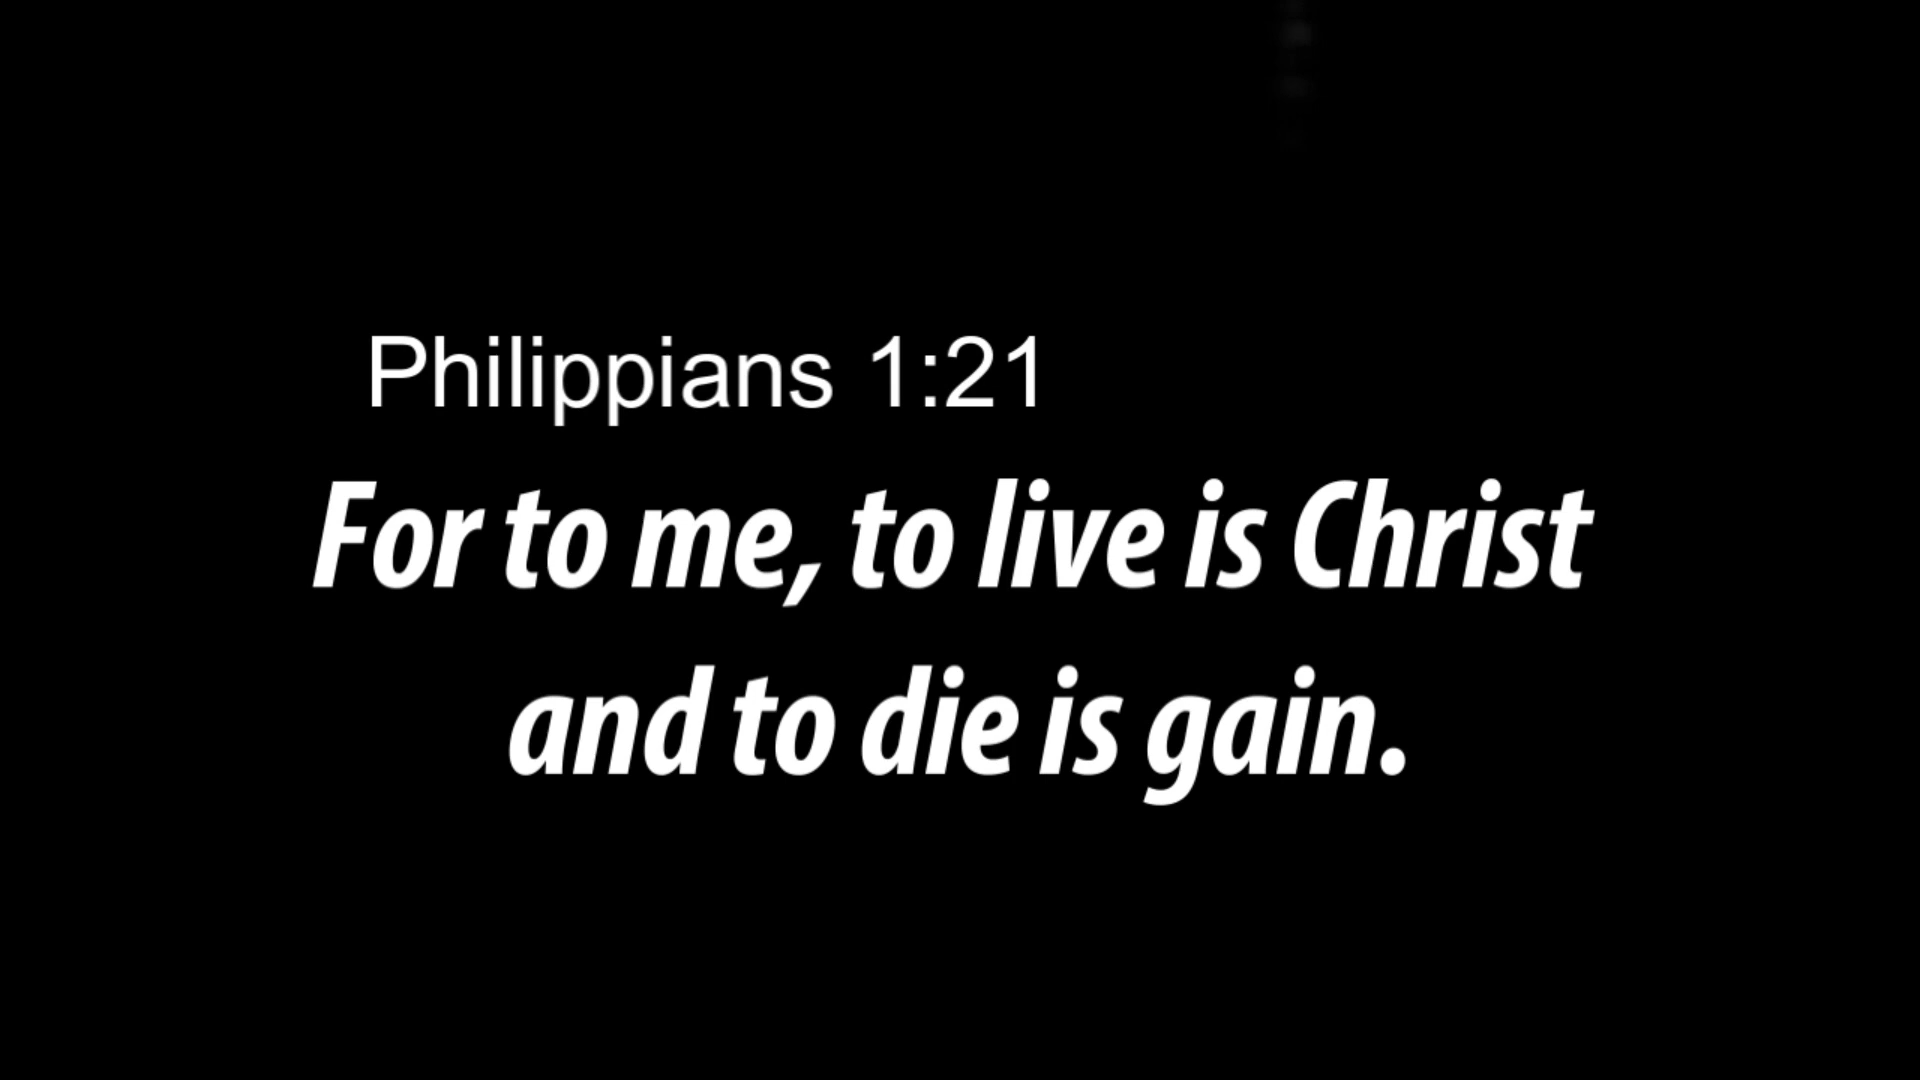 Philippians 1:21
For to me, to live is Christ
and to die is gain.